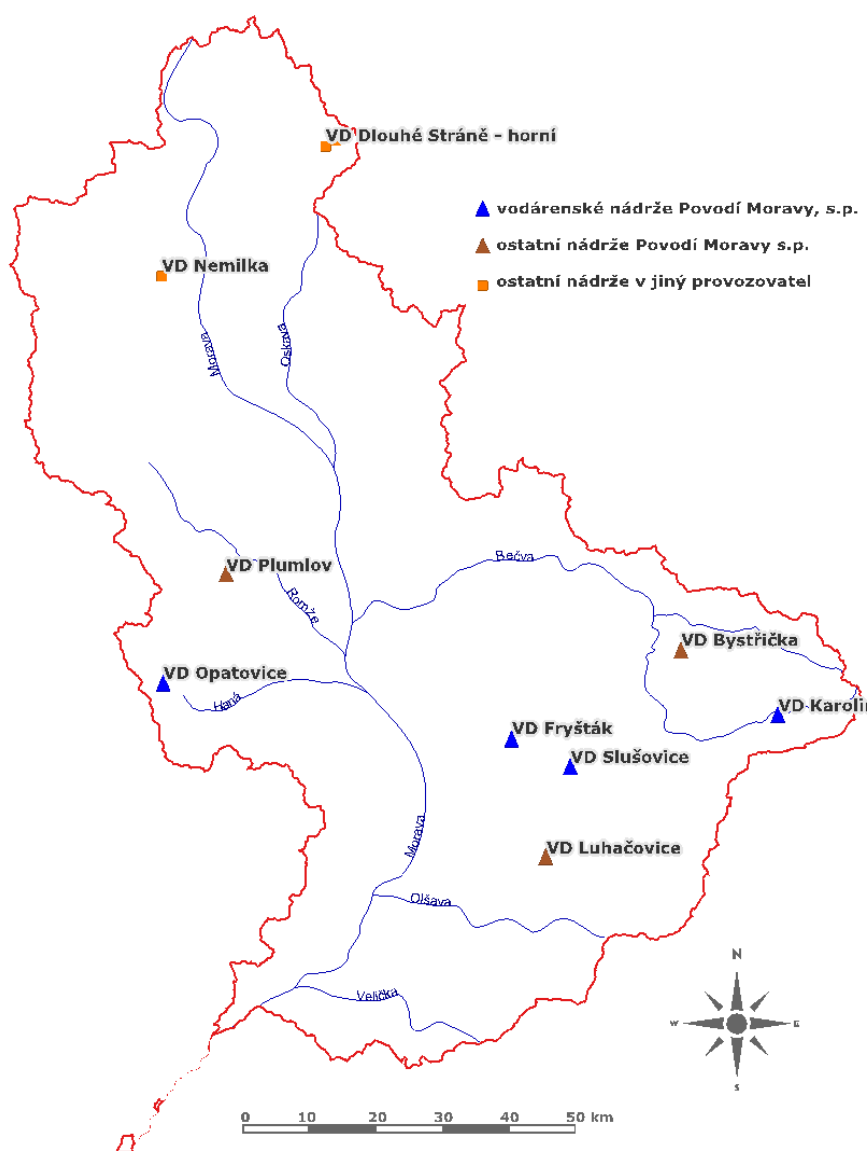 VD Dlouhé Stráně - horní
vodárenské nádrže Povodí Moravy, s.p.
ostatní nádrže Povodí Moravy s.p.
ostatní nádrže v jiný provozovatel
VD Nemilka
Morava
Oskava
Bečva
VD Plumlov
Romže
VD Bystřička
VD Opatovice
Haná
VD Karolin
VD Fryšták
VD Slušovice
Morava
VD Luhačovice
Olšava
Velička
N
W
E
S
0 10 20 30 40 50 km